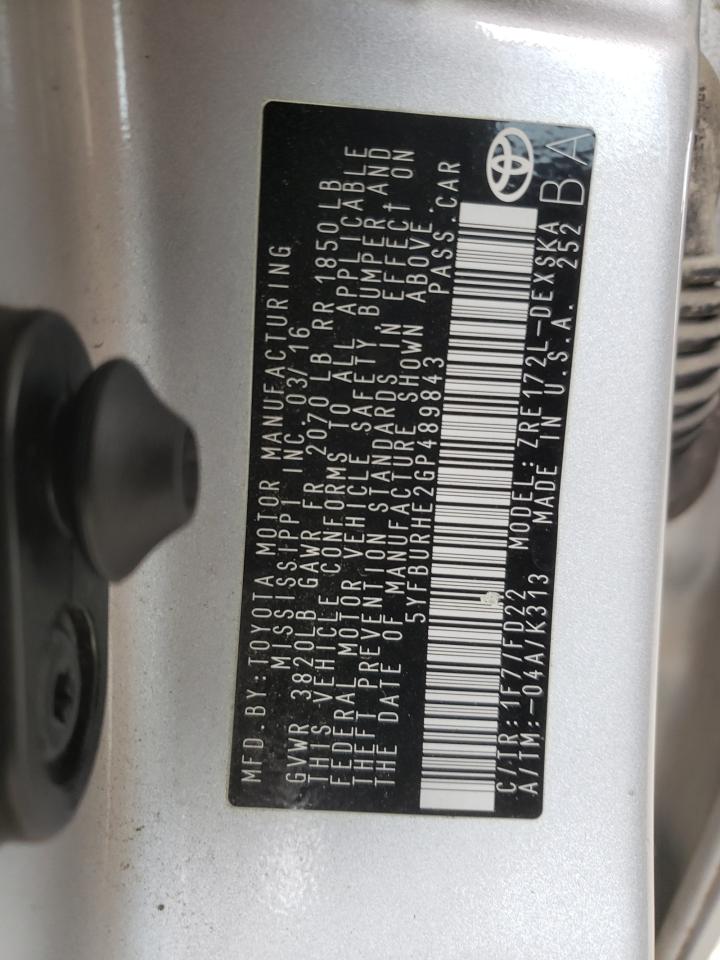 MFD.BY:TOYOTA MOTOR MANUFACTURING
MISSISSIPPI INC. 03/16
GVWR 3820LB GAWR FR 2070 LB RR 1850 LB
THIS VEHICLE CONFORMS TO ALL APPLICABLE
FEDERAL MOTOR VEHICLE SAFETY BUMPER AND
THEFT PREVENTION STANDARDS IN EFFECT ON
THE DATE OF MANUFACTURE SHOWN ABOVE.
5YFBURHE2GP489843 PASS.CAR
C/TR:1F7/FD22 MODEL:ZRE172L-DEXSKA
A/TM:-04A/K313 MADE IN U.S.A. 252
BA